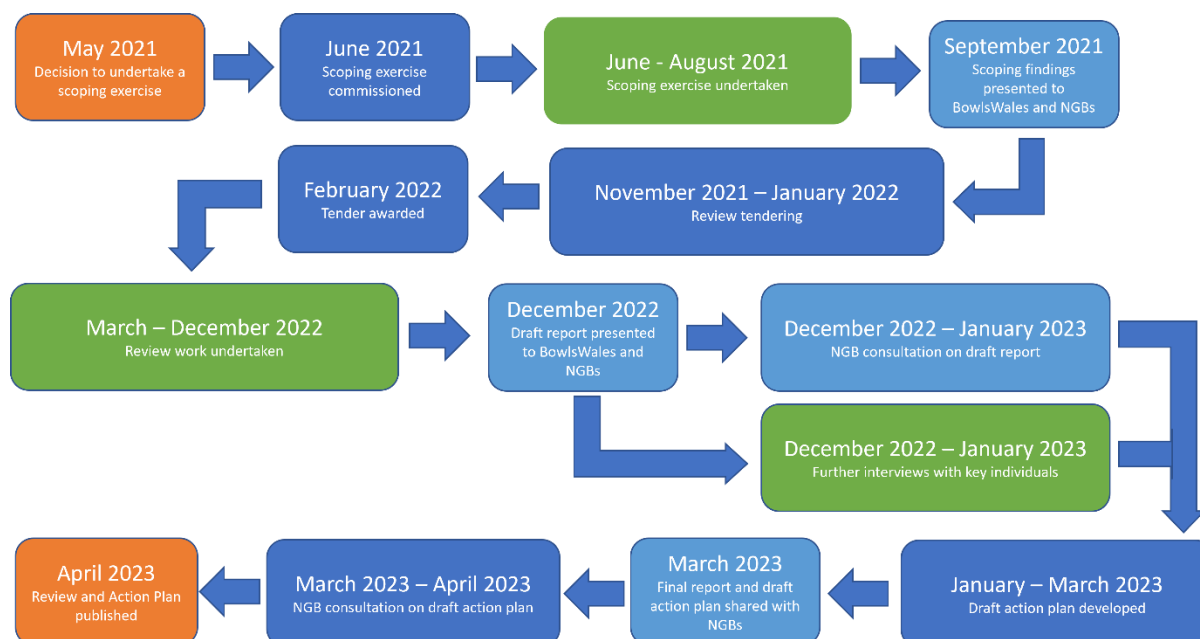 May 2021
Decision to undertake a
scoping exercise
June 2021
Scoping exercise
commissioned
June - August 2021
Scoping exercise undertaken
September 2021
Scoping findings
presented to
BowlsWales and NGBs
November 2021 – January 2022
Review tendering
February 2022
Tender awarded
March – December 2022
Review work undertaken
December 2022
Draft report presented
to BowlsWales and
NGBs
December 2022 – January 2023
NGB consultation on draft report
December 2022 – January 2023
Further interviews with key individuals
January – March 2023
Draft action plan developed
March 2023
Final report and draft
action plan shared with
NGBs
March 2023 – April 2023
NGB consultation on draft action plan
April 2023
Review and Action Plan
published